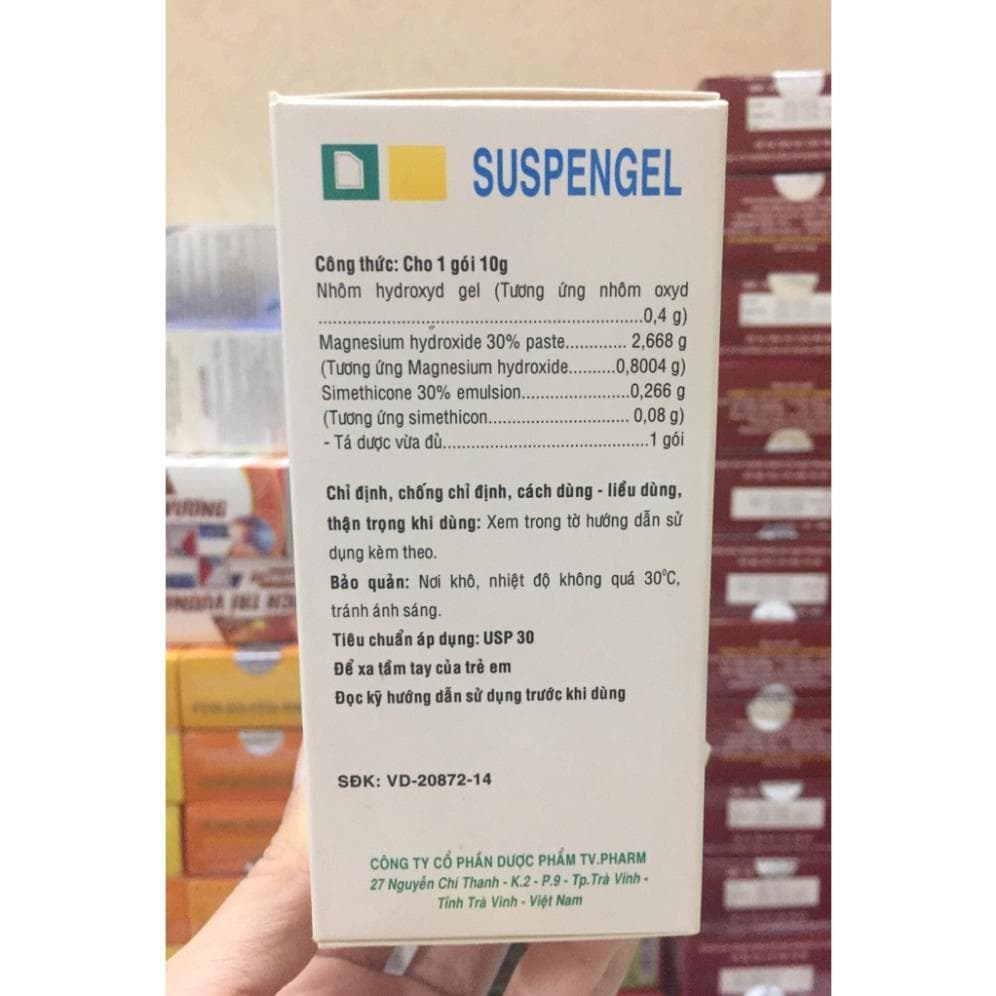 SUSPENGEL
Công thức: Cho 1 gói 10g
Nhôm hydroxyd gel (Tương ứng nhôm oxyd
..............................................................0,4 g)
Magnesium hydroxide 30% paste............ 2,668 g
(Tương ứng Magnesium hydroxide.........0,8004 g)
Simethicone 30% emulsion.....................0,266 g
(Tương ứng simethicon........................... 0,08 g)
- Tá dược vừa đủ.......................................1 gói
Chỉ định, chống chỉ định, cách dùng - liều dùng,
thận trọng khi dùng: Xem trong tờ hướng dẫn sử
dụng kèm theo.
Bảo quản: Nơi khô, nhiệt độ không quá 30⁰C,
tránh ánh sáng.
Tiêu chuẩn áp dụng: USP 30
Để xa tầm tay của trẻ em
Đọc kỹ hướng dẫn sử dụng trước khi dùng
SĐK: VD-20872-14
CÔNG TY CỔ PHẦN DƯỢC PHẨM TV.PHARM
27 Nguyễn Chí Thanh - K.2 - P.9 - Tp.Trà Vinh -
Tỉnh Trà Vinh - Việt Nam